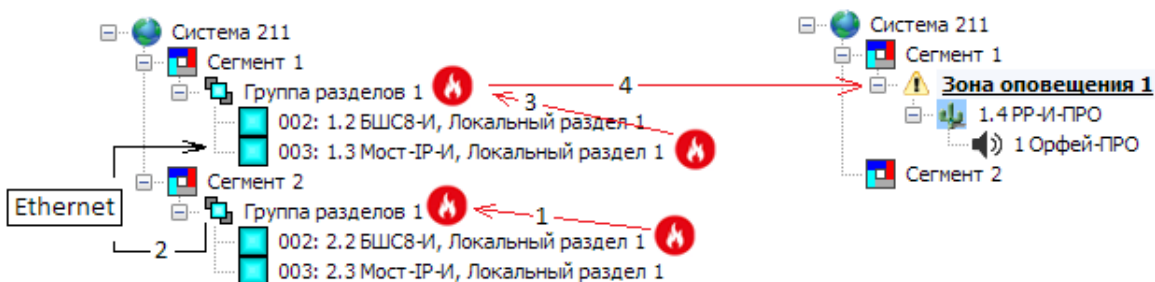 Система 211
Сегмент 1
Группа разделов 1
002: 1.2 БШС8-И, Локальный раздел 1
003: 1.3 Мост-IP-И, Локальный раздел 1
Сегмент 2
Группа разделов 1
002: 2.2 БШС8-И, Локальный раздел 1
003: 2.3 Мост-IP-И, Локальный раздел 1
Ethernet
1
2
3
4
Система 211
Сегмент 1
Зона оповещения 1
1.4 РР-И-ПРО
1 Орфей-ПРО
Сегмент 2